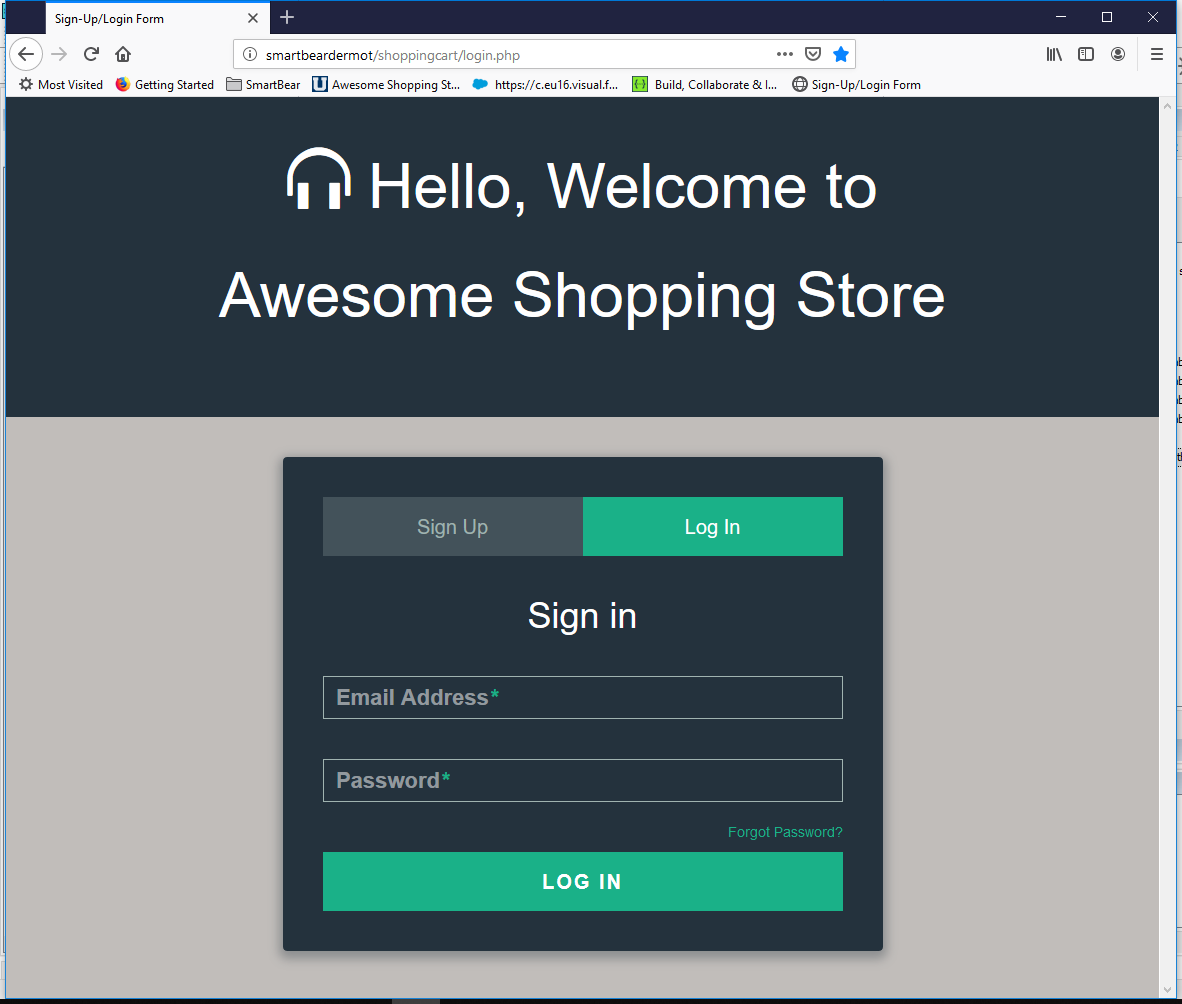 Sign-Up/Login Form
smartbeardermot/shoppingcart/login.php
Most Visited Getting Started SmartBear Awesome Shopping St... https://c.eu16.visual.f... Build, Collaborate & I... Sign-Up/Login Form
Hello, Welcome to
Awesome Shopping Store
Sign Up Log In
Sign in
Email Address*
Password*
Forgot Password?
LOG IN